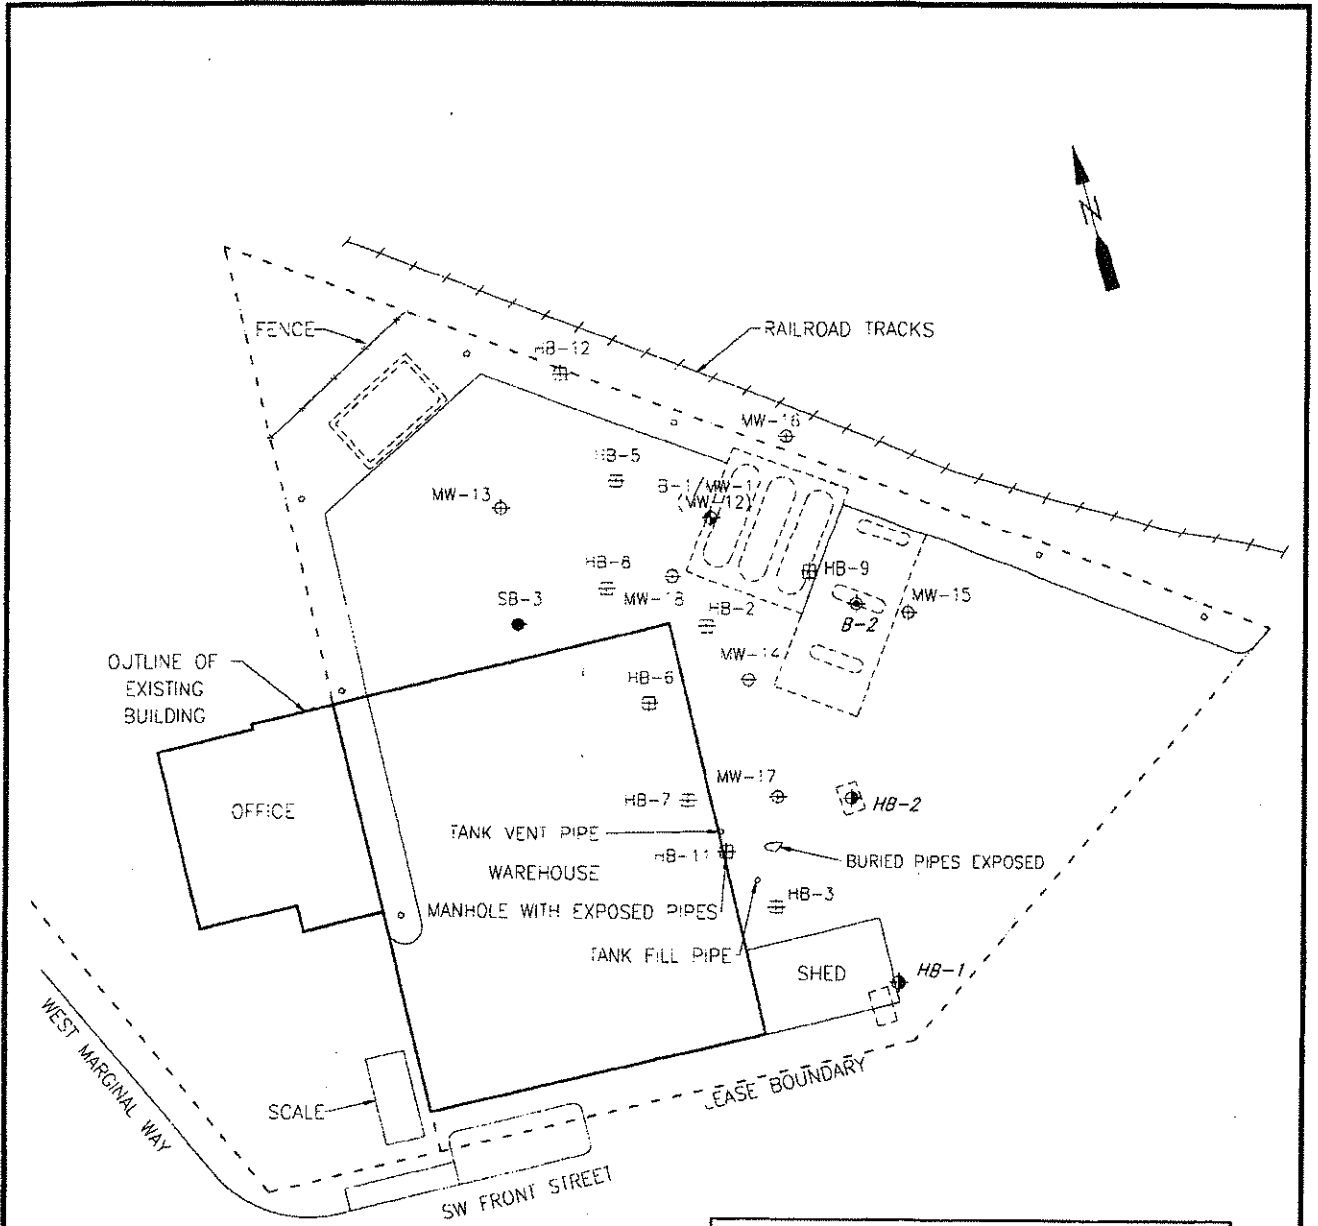 N
FENCE
RAILROAD TRACKS
HB-12
MW-16
HB-5
MW-13
B-1/MW-1
(MW-12)
HB-8
HB-9
SB-3
MW-18
HB-2
MW-15
B-2
MW-14
OUTLINE OF
EXISTING
BUILDING
HB-6
OFFICE
MW-17
HB-7
HB-2
TANK VENT PIPE
HB-11
BURIED PIPES EXPOSED
WAREHOUSE
HB-3
MANHOLE WITH EXPOSED PIPES
TANK FILL PIPE
SHED
HB-1
WEST MARGINAL WAY
LEASE BOUNDARY
SCALE
SW FRONT STREET